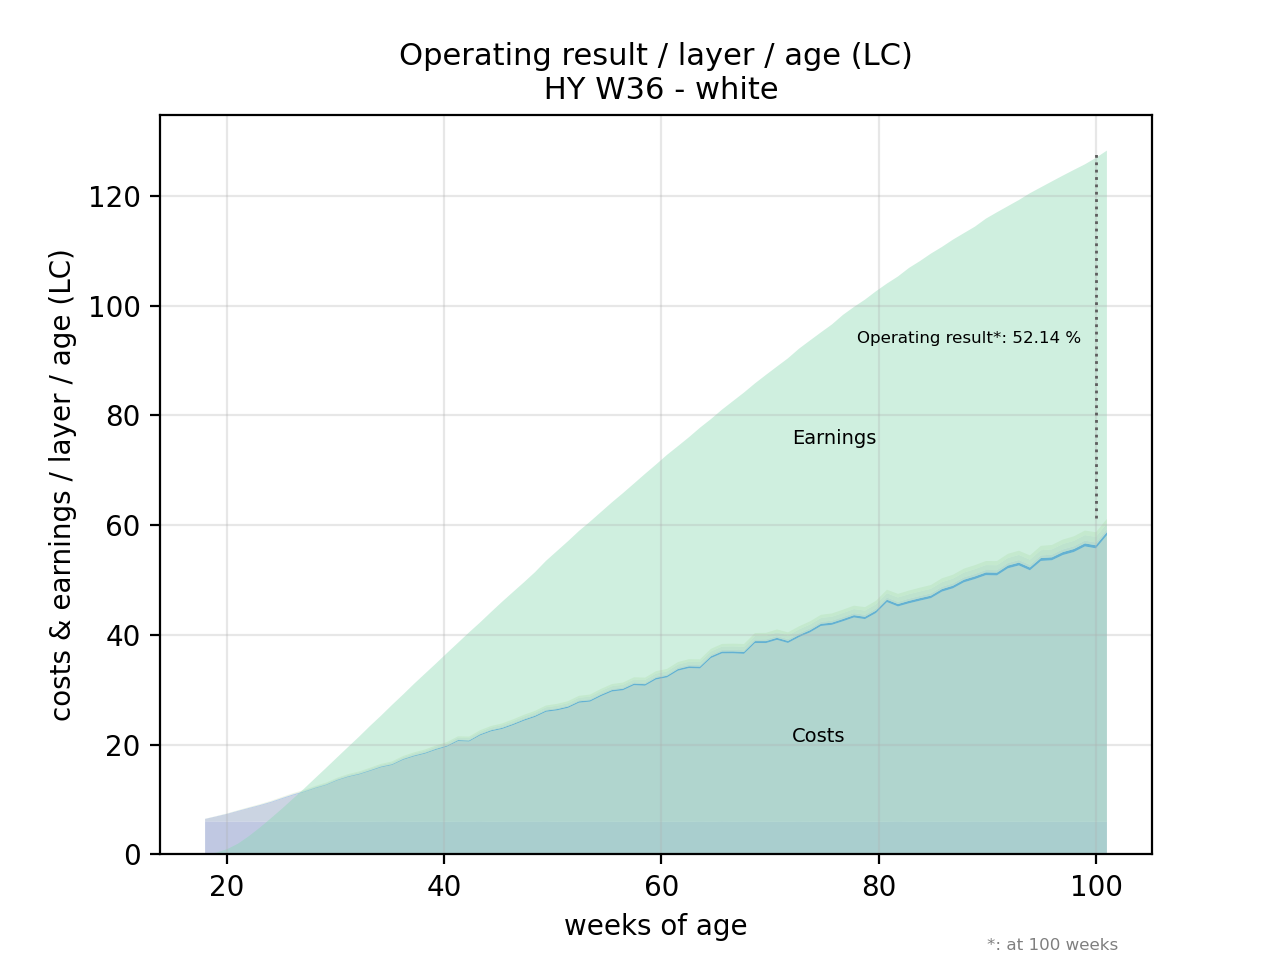 Operating result / layer / age (LC)
HY W36 - white
costs & earnings / layer / age (LC)
120
100
80
60
40
20
0
Operating result*: 52.14 %
Earnings
Costs
20
40
60
80
100
weeks of age
*: at 100 weeks